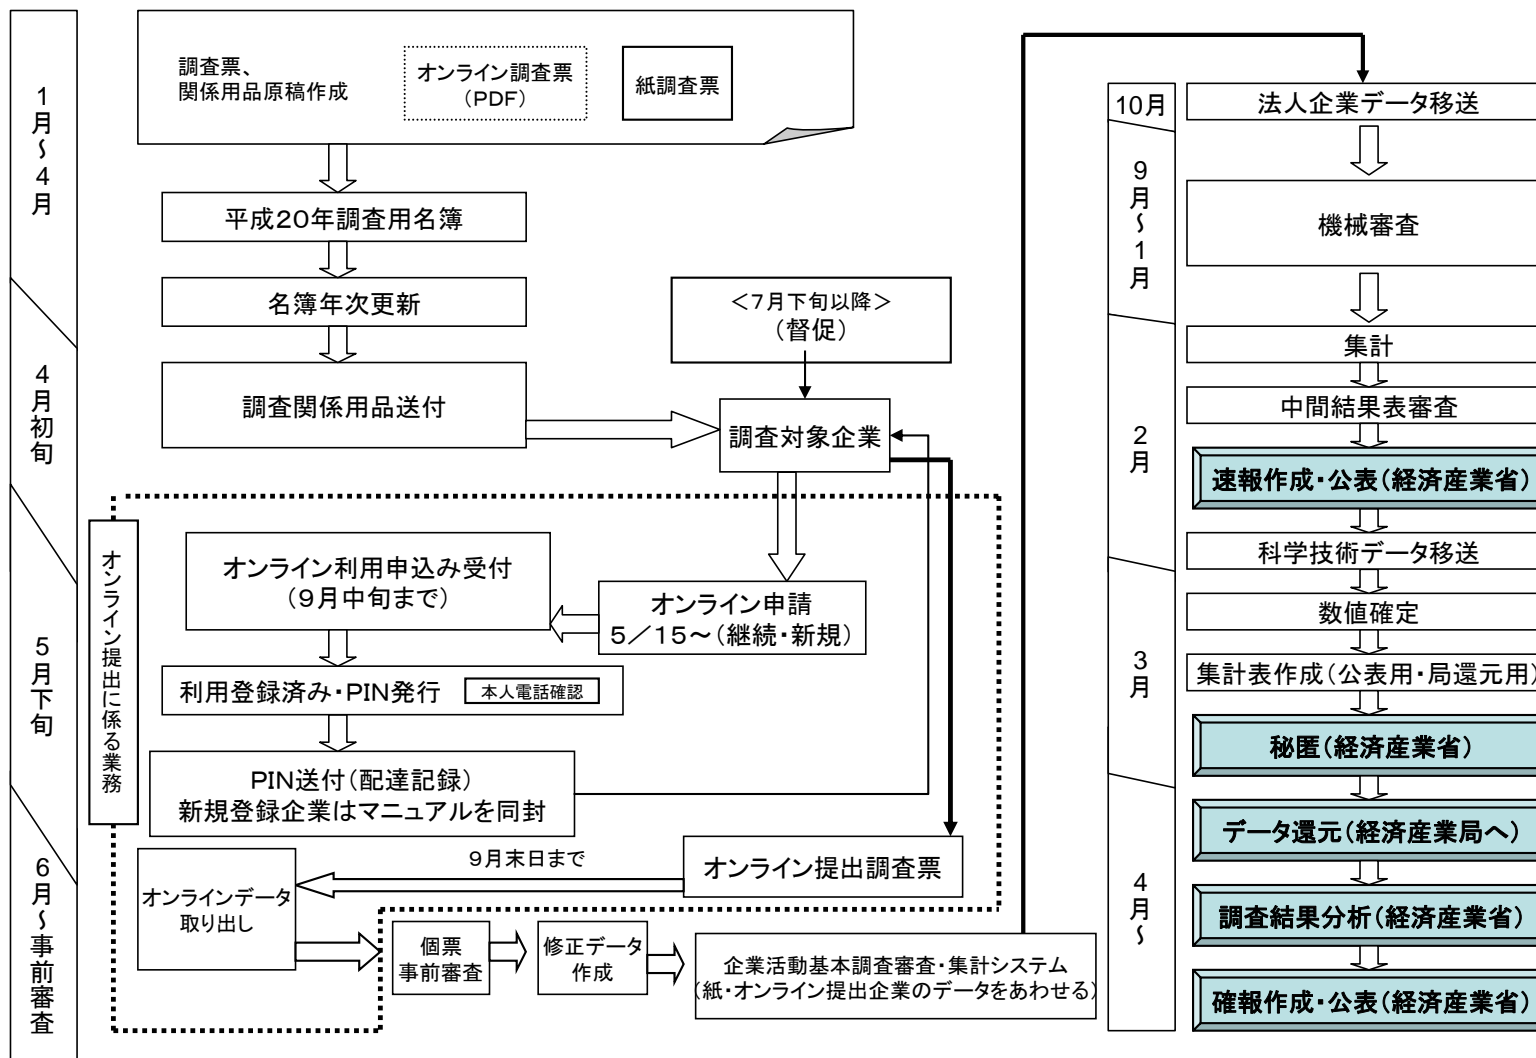 1月～4月
4月初旬
5月下旬
6月～事前審査
調査票、
関係用品原稿作成
オンライン調査票
（PDF）
紙調査票
平成20年調査用名簿
名簿年次更新
調査関係用品送付
＜7月下旬以降＞
（督促）
調査対象企業
オンライン提出に係る業務
オンライン利用申込み受付
（9月中旬まで）
オンライン申請
5／15～（継続・新規）
利用登録済み・PIN発行
本人電話確認
PIN送付（配達記録）
新規登録企業はマニュアルを同封
オンライン提出調査票
9月末日まで
オンラインデータ
取り出し
個票
事前審査
修正データ
作成
企業活動基本調査審査・集計システム
（紙・オンライン提出企業のデータをあわせる）
10月
9月～1月
2月
3月
4月～
法人企業データ移送
機械審査
集計
中間結果表審査
速報作成・公表（経済産業省）
科学技術データ移送
数値確定
集計表作成（公表用・局還元用）
秘匿（経済産業省）
データ還元（経済産業局へ）
調査結果分析（経済産業省）
確報作成・公表（経済産業省）